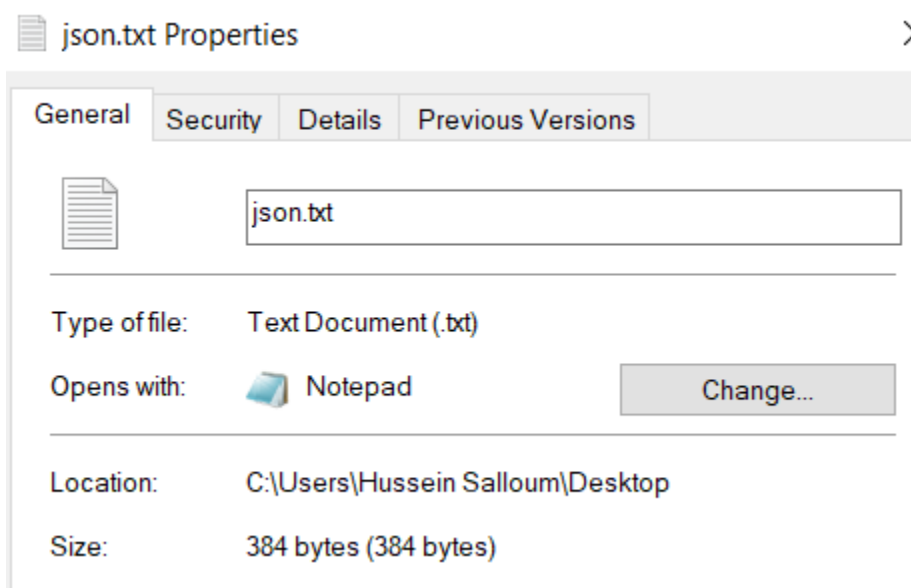 json.txt Properties
General Security Details Previous Versions
json.txt
Type of file: Text Document (.txt)
Opens with: Notepad Change...
Location: C:\Users\Hussein Salloum\Desktop
Size: 384 bytes (384 bytes)